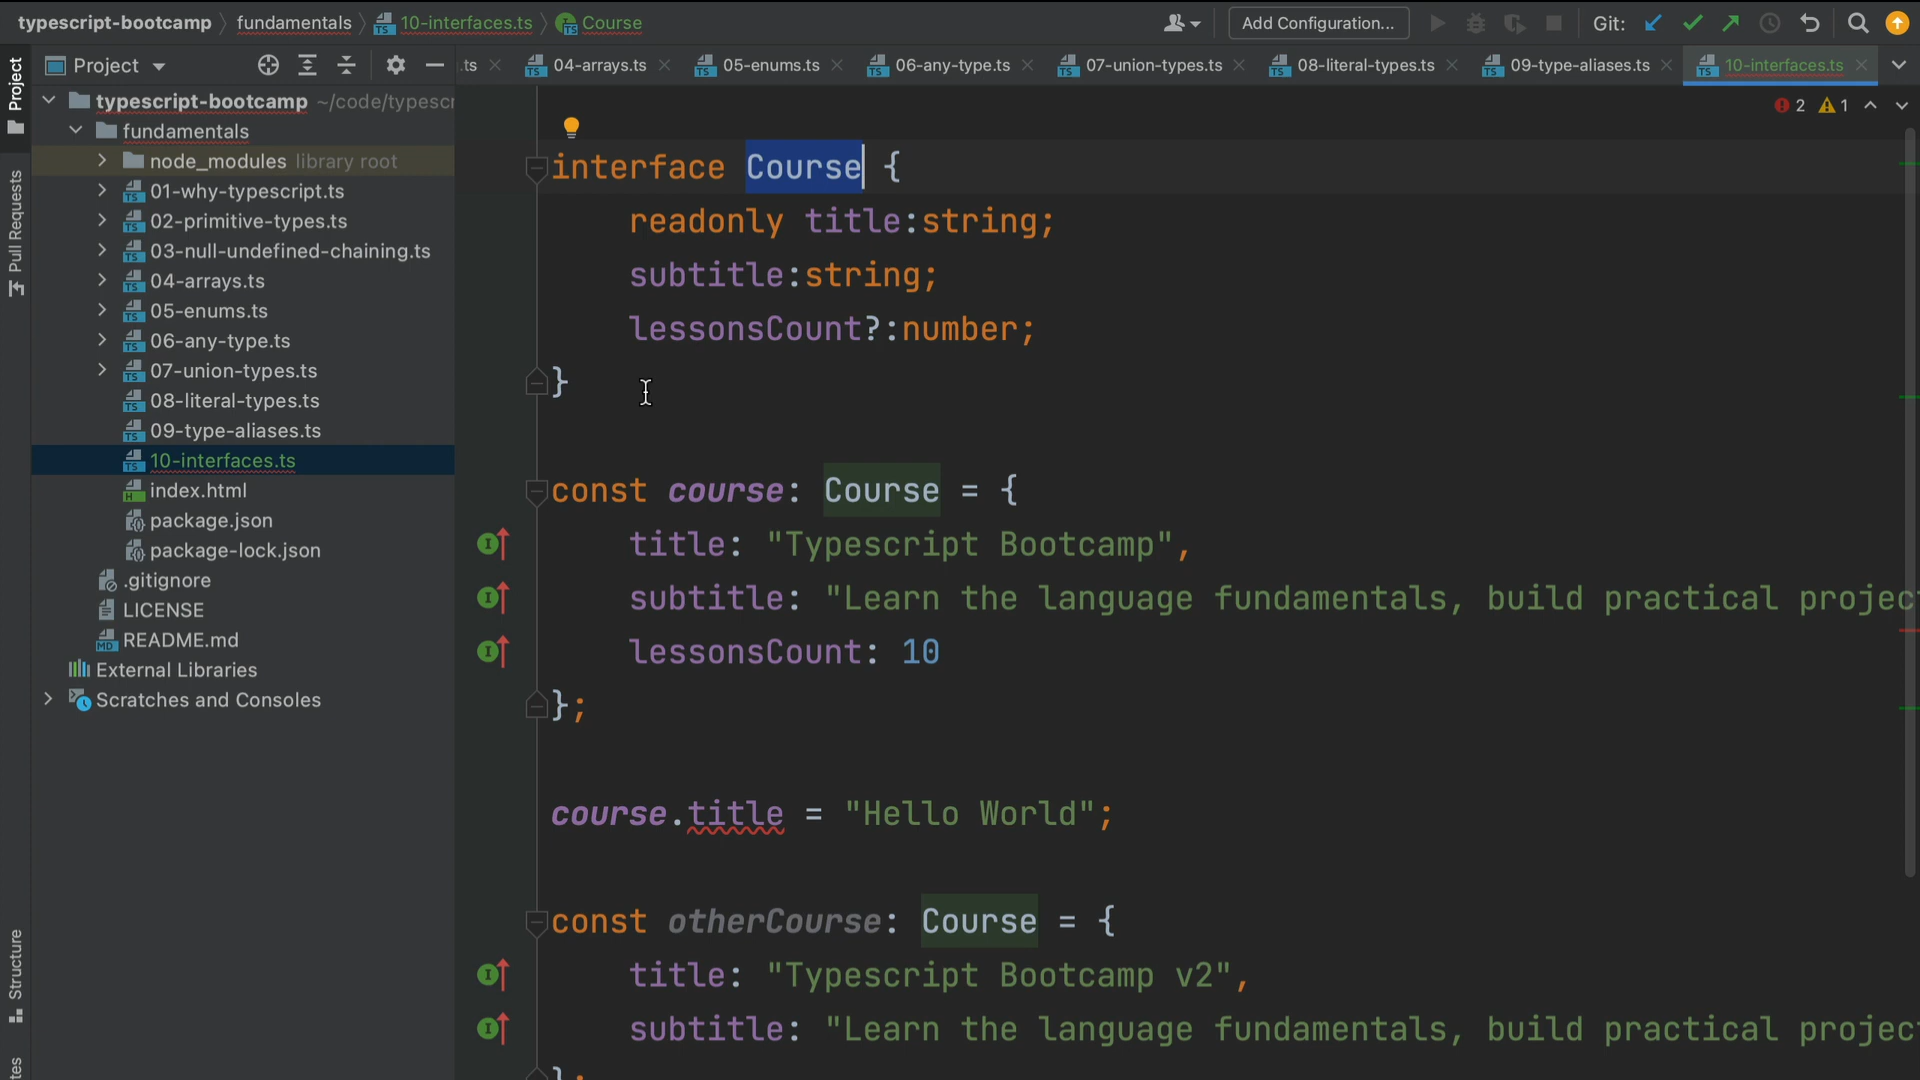 typescript-bootcamp fundamentals 10-interfaces.ts Course Add Configuration... Git:
Project .ts 04-arrays.ts 05-enums.ts 06-any-type.ts 07-union-types.ts 08-literal-types.ts 09-type-aliases.ts 10-interfaces.ts
Project
Pull Requests
Structure
typescript-bootcamp ~/code/typescr
fundamentals
node_modules library root
01-why-typescript.ts
02-primitive-types.ts
03-null-undefined-chaining.ts
04-arrays.ts
05-enums.ts
06-any-type.ts
07-union-types.ts
08-literal-types.ts
09-type-aliases.ts
10-interfaces.ts
index.html
package.json
package-lock.json
.gitignore
LICENSE
README.md
External Libraries
Scratches and Consoles
2 1
interface Course {
readonly title:string;
subtitle:string;
lessonsCount?:number;
}
const course: Course = {
title: "Typescript Bootcamp",
subtitle: "Learn the language fundamentals, build practical projec
lessonsCount: 10
};
course.title = "Hello World";
const otherCourse: Course = {
title: "Typescript Bootcamp v2",
subtitle: "Learn the language fundamentals, build practical projec
};